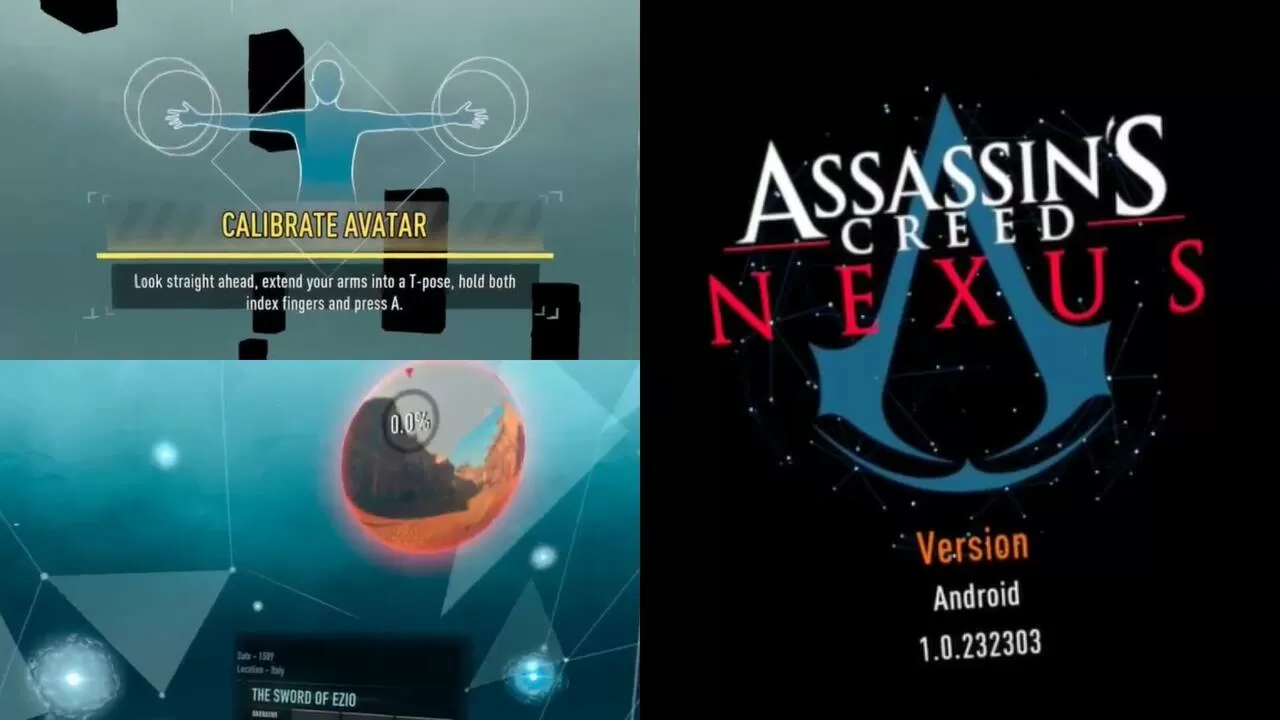 CALIBRATE AVATAR
Look straight ahead, extend your arms into a T-pose, hold both
index fingers and press A.
0.0%
Date - 1509
Location - Italy
THE SWORD OF EZIO
ASSASSIN'S
CREED
NEXUS
Version
Android
1.0.232303